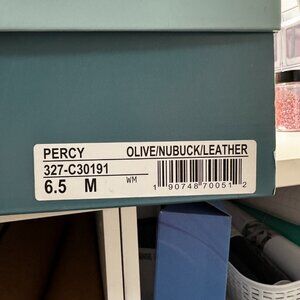 PERCY OLIVE/NUBUCK/LEATHER
327-C30191
6.5 M WM
1 90748 70051 2